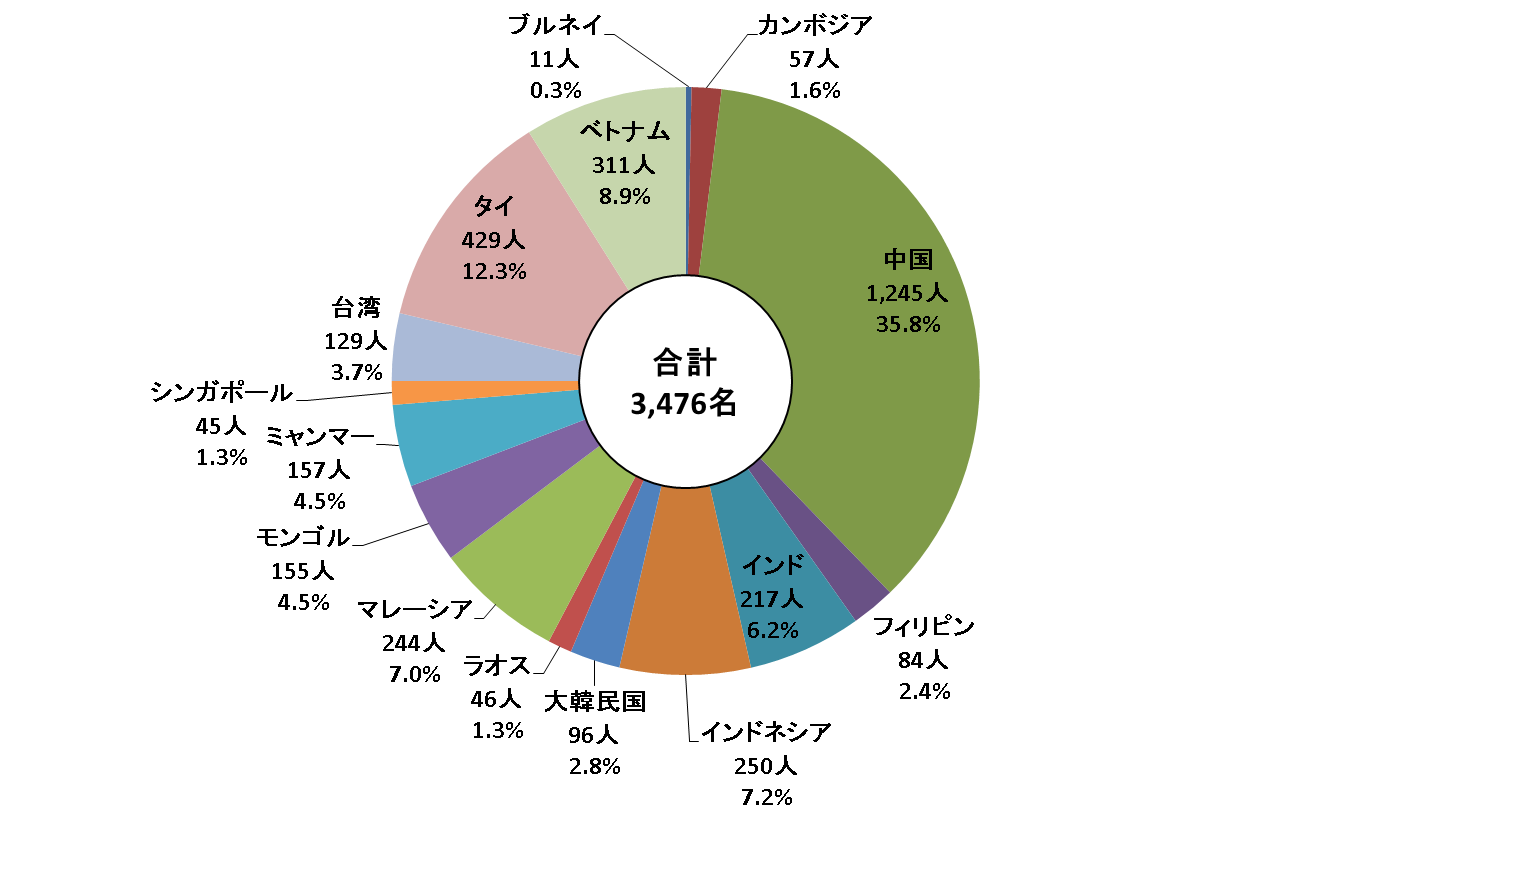 ブルネイ
11人
0.3%
カンボジア
57人
1.6%
中国
1,245人
35.8%
フィリピン
84人
2.4%
インド
217人
6.2%
インドネシア
250人
7.2%
大韓民国
96人
2.8%
ラオス
46人
1.3%
マレーシア
244人
7.0%
モンゴル
155人
4.5%
ミャンマー
157人
4.5%
シンガポール
45人
1.3%
台湾
129人
3.7%
タイ
429人
12.3%
ベトナム
311人
8.9%
合計
3,476名